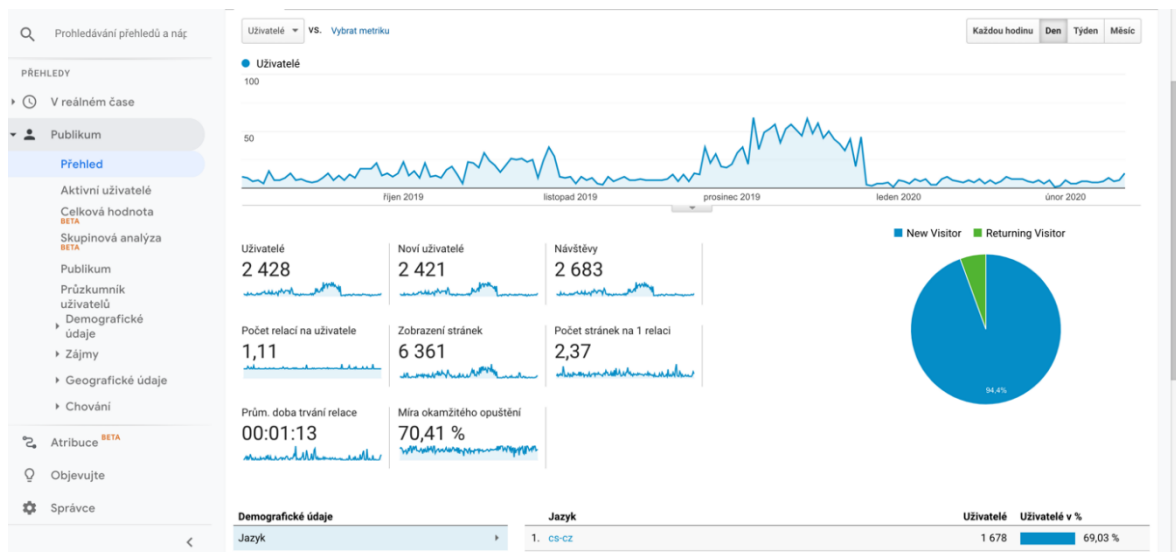 Prohledávání přehledů a náp
PŘEHLEDY
V reálném čase
Publikum
Přehled
Aktivní uživatelé
Celková hodnota
BETA
Skupinová analýza
BETA
Publikum
Průzkumník
uživatelů
Demografické
údaje
Zájmy
Geografické údaje
Chování
Atribuce BETA
Objevujte
Správce
Uživatelé VS. Vybrat metriku
Každou hodinu Den Týden Měsíc
Uživatelé
100
50
říjen 2019 listopad 2019 prosinec 2019 leden 2020 únor 2020
New Visitor Returning Visitor
Uživatelé Noví uživatelé Návštěvy
2 428 2 421 2 683
Počet relací na uživatele Zobrazení stránek Počet stránek na 1 relaci
1,11 6 361 2,37
94,4%
Prům. doba trvání relace Míra okamžitého opuštění
00:01:13 70,41 %
Demografické údaje Jazyk Uživatelé Uživatelé v %
Jazyk 1. cs-cz 1 678 69,03 %